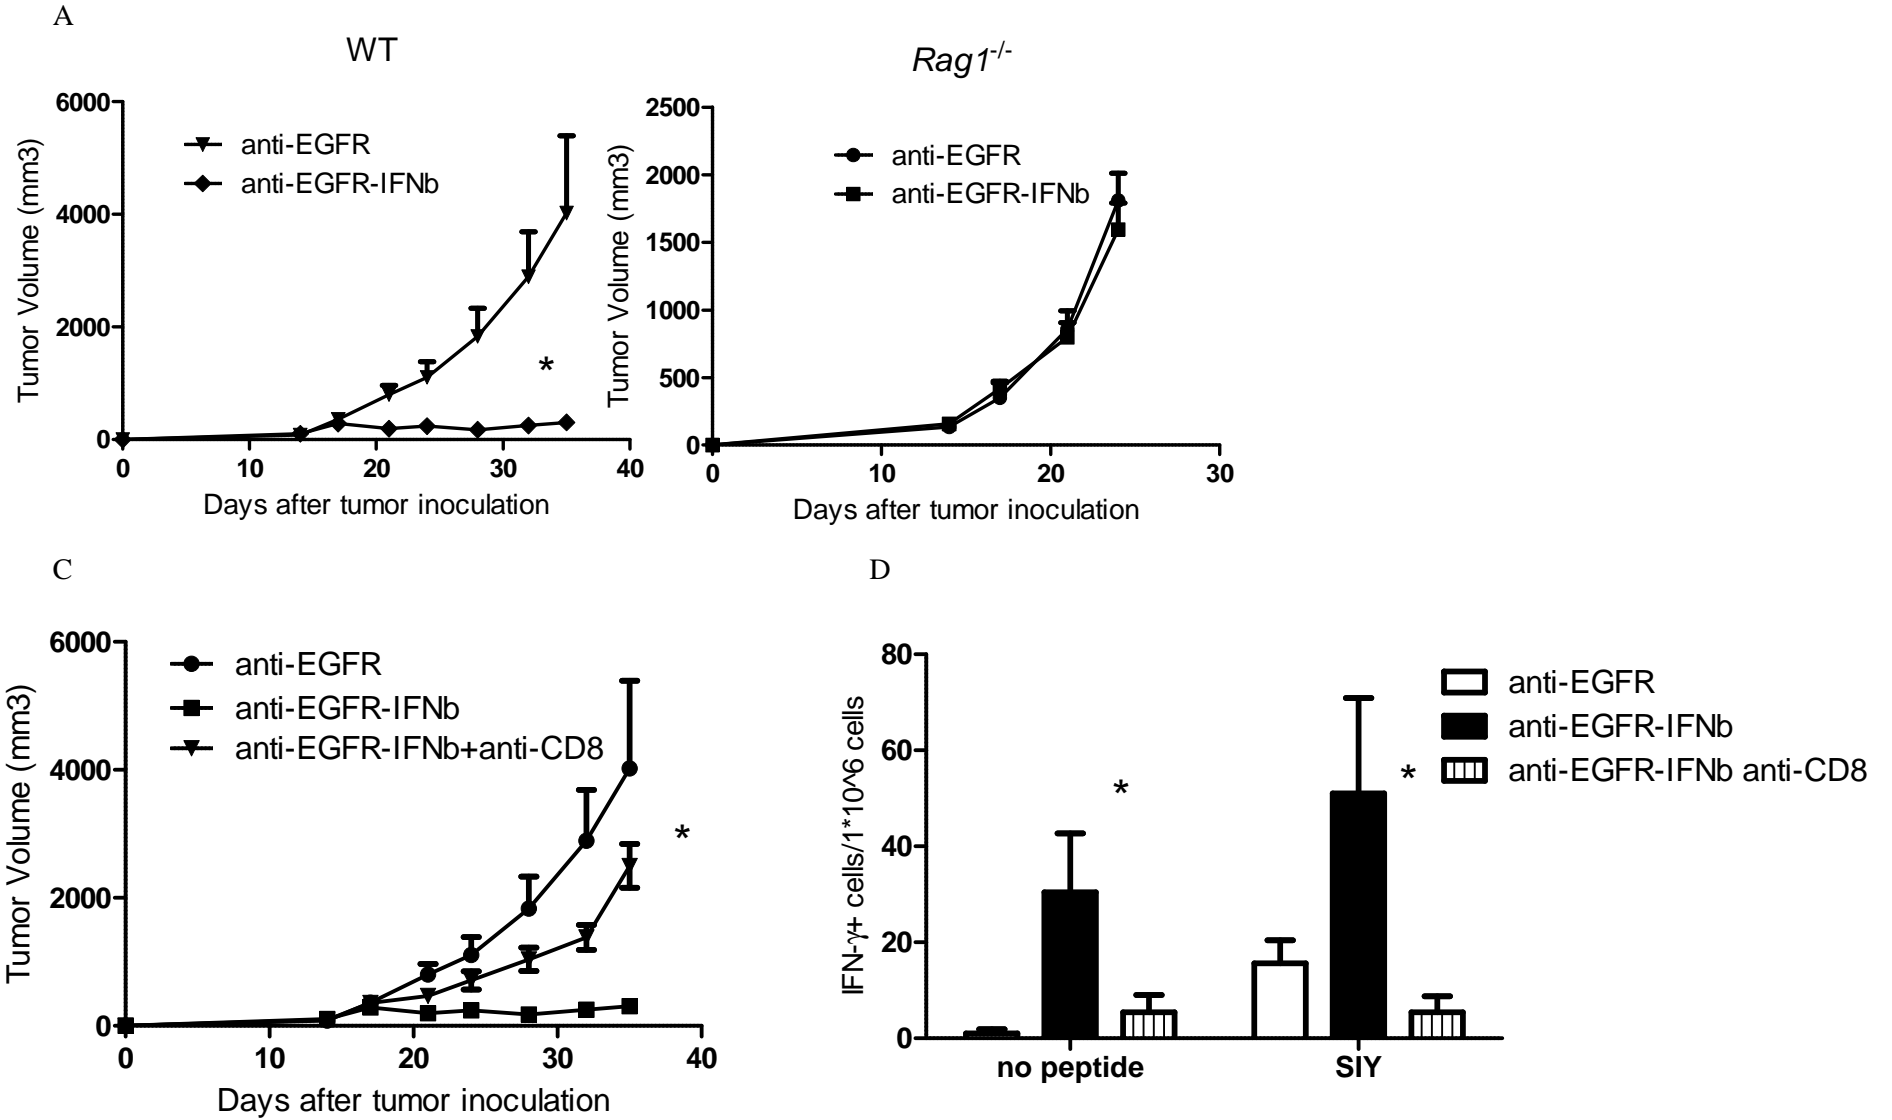 A
WT
6000
4000
2000
0
0 10 20 30 40
Tumor Volume (mm3)
Days after tumor inoculation
anti-EGFR
anti-EGFR-IFNb
*
Rag1-/-
2500
2000
1500
1000
500
0
0 10 20 30
Tumor Volume (mm3)
Days after tumor inoculation
anti-EGFR
anti-EGFR-IFNb
C
6000
4000
2000
0
0 10 20 30 40
Tumor Volume (mm3)
Days after tumor inoculation
anti-EGFR
anti-EGFR-IFNb
anti-EGFR-IFNb+anti-CD8
*
D
80
60
40
20
0
IFN-γ+ cells/1*10^6 cells
no peptide SIY
* *
anti-EGFR
anti-EGFR-IFNb
anti-EGFR-IFNb anti-CD8